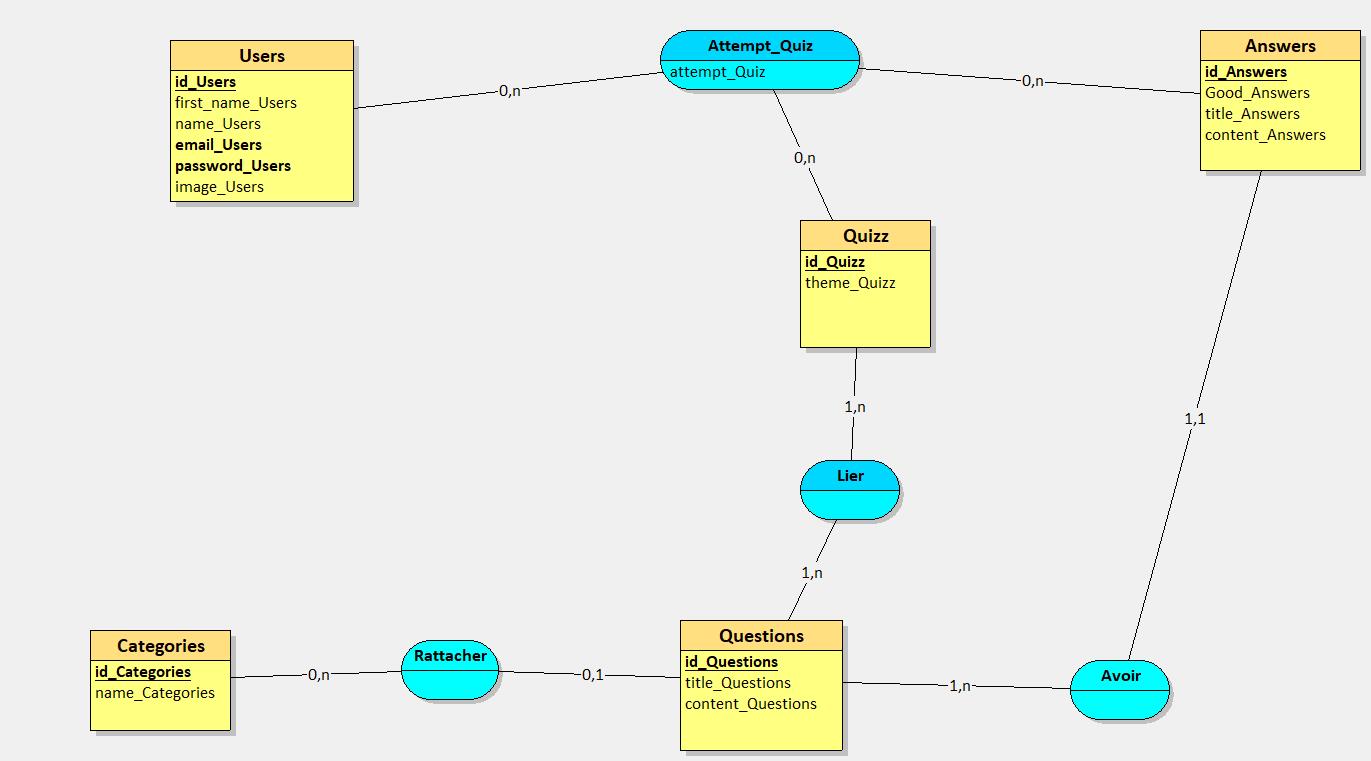 Users
id_Users
first_name_Users
name_Users
email_Users
password_Users
image_Users
0,n
Attempt_Quiz
attempt_Quiz
0,n
Answers
id_Answers
Good_Answers
title_Answers
content_Answers
0,n
Quizz
id_Quizz
theme_Quizz
1,n
1,1
Lier
1,n
Categories
id_Categories
name_Categories
0,n
Rattacher
0,1
Questions
id_Questions
title_Questions
content_Questions
1,n
Avoir